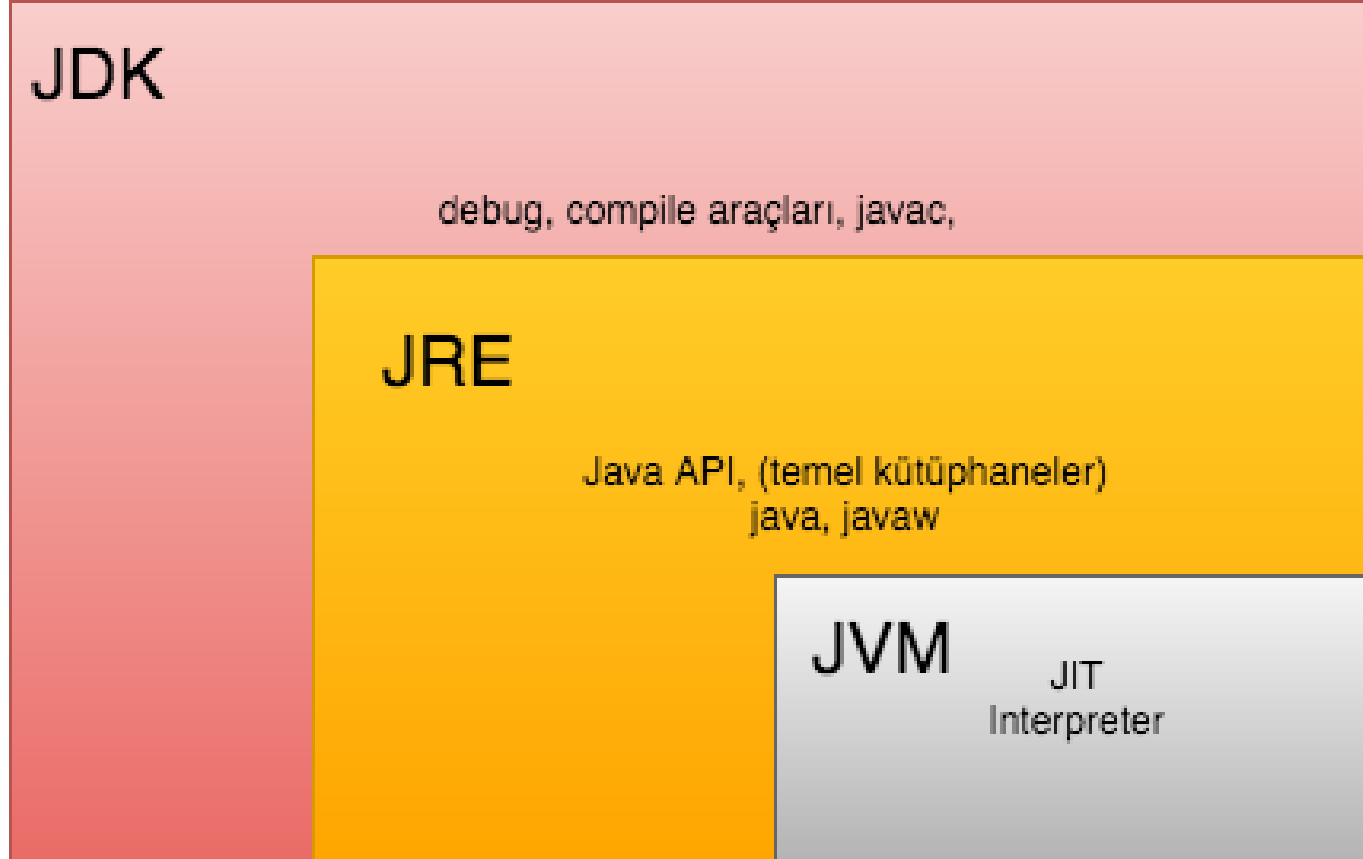 JDK
debug, compile araçları, javac,
JRE
Java API, (temel kütüphaneler)
java, javaw
JVM
JIT
Interpreter